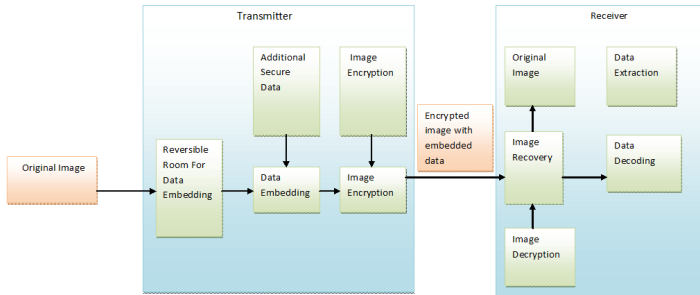 Transmitter
Receiver
Additional
Secure
Data
Image
Encryption
Original
Image
Data
Extraction
Encrypted
image with
embedded
data
Reversible
Room For
Data
Embedding
Image
Recovery
Data
Decoding
Original Image
Data
Embedding
Image
Encryption
Image
Decryption